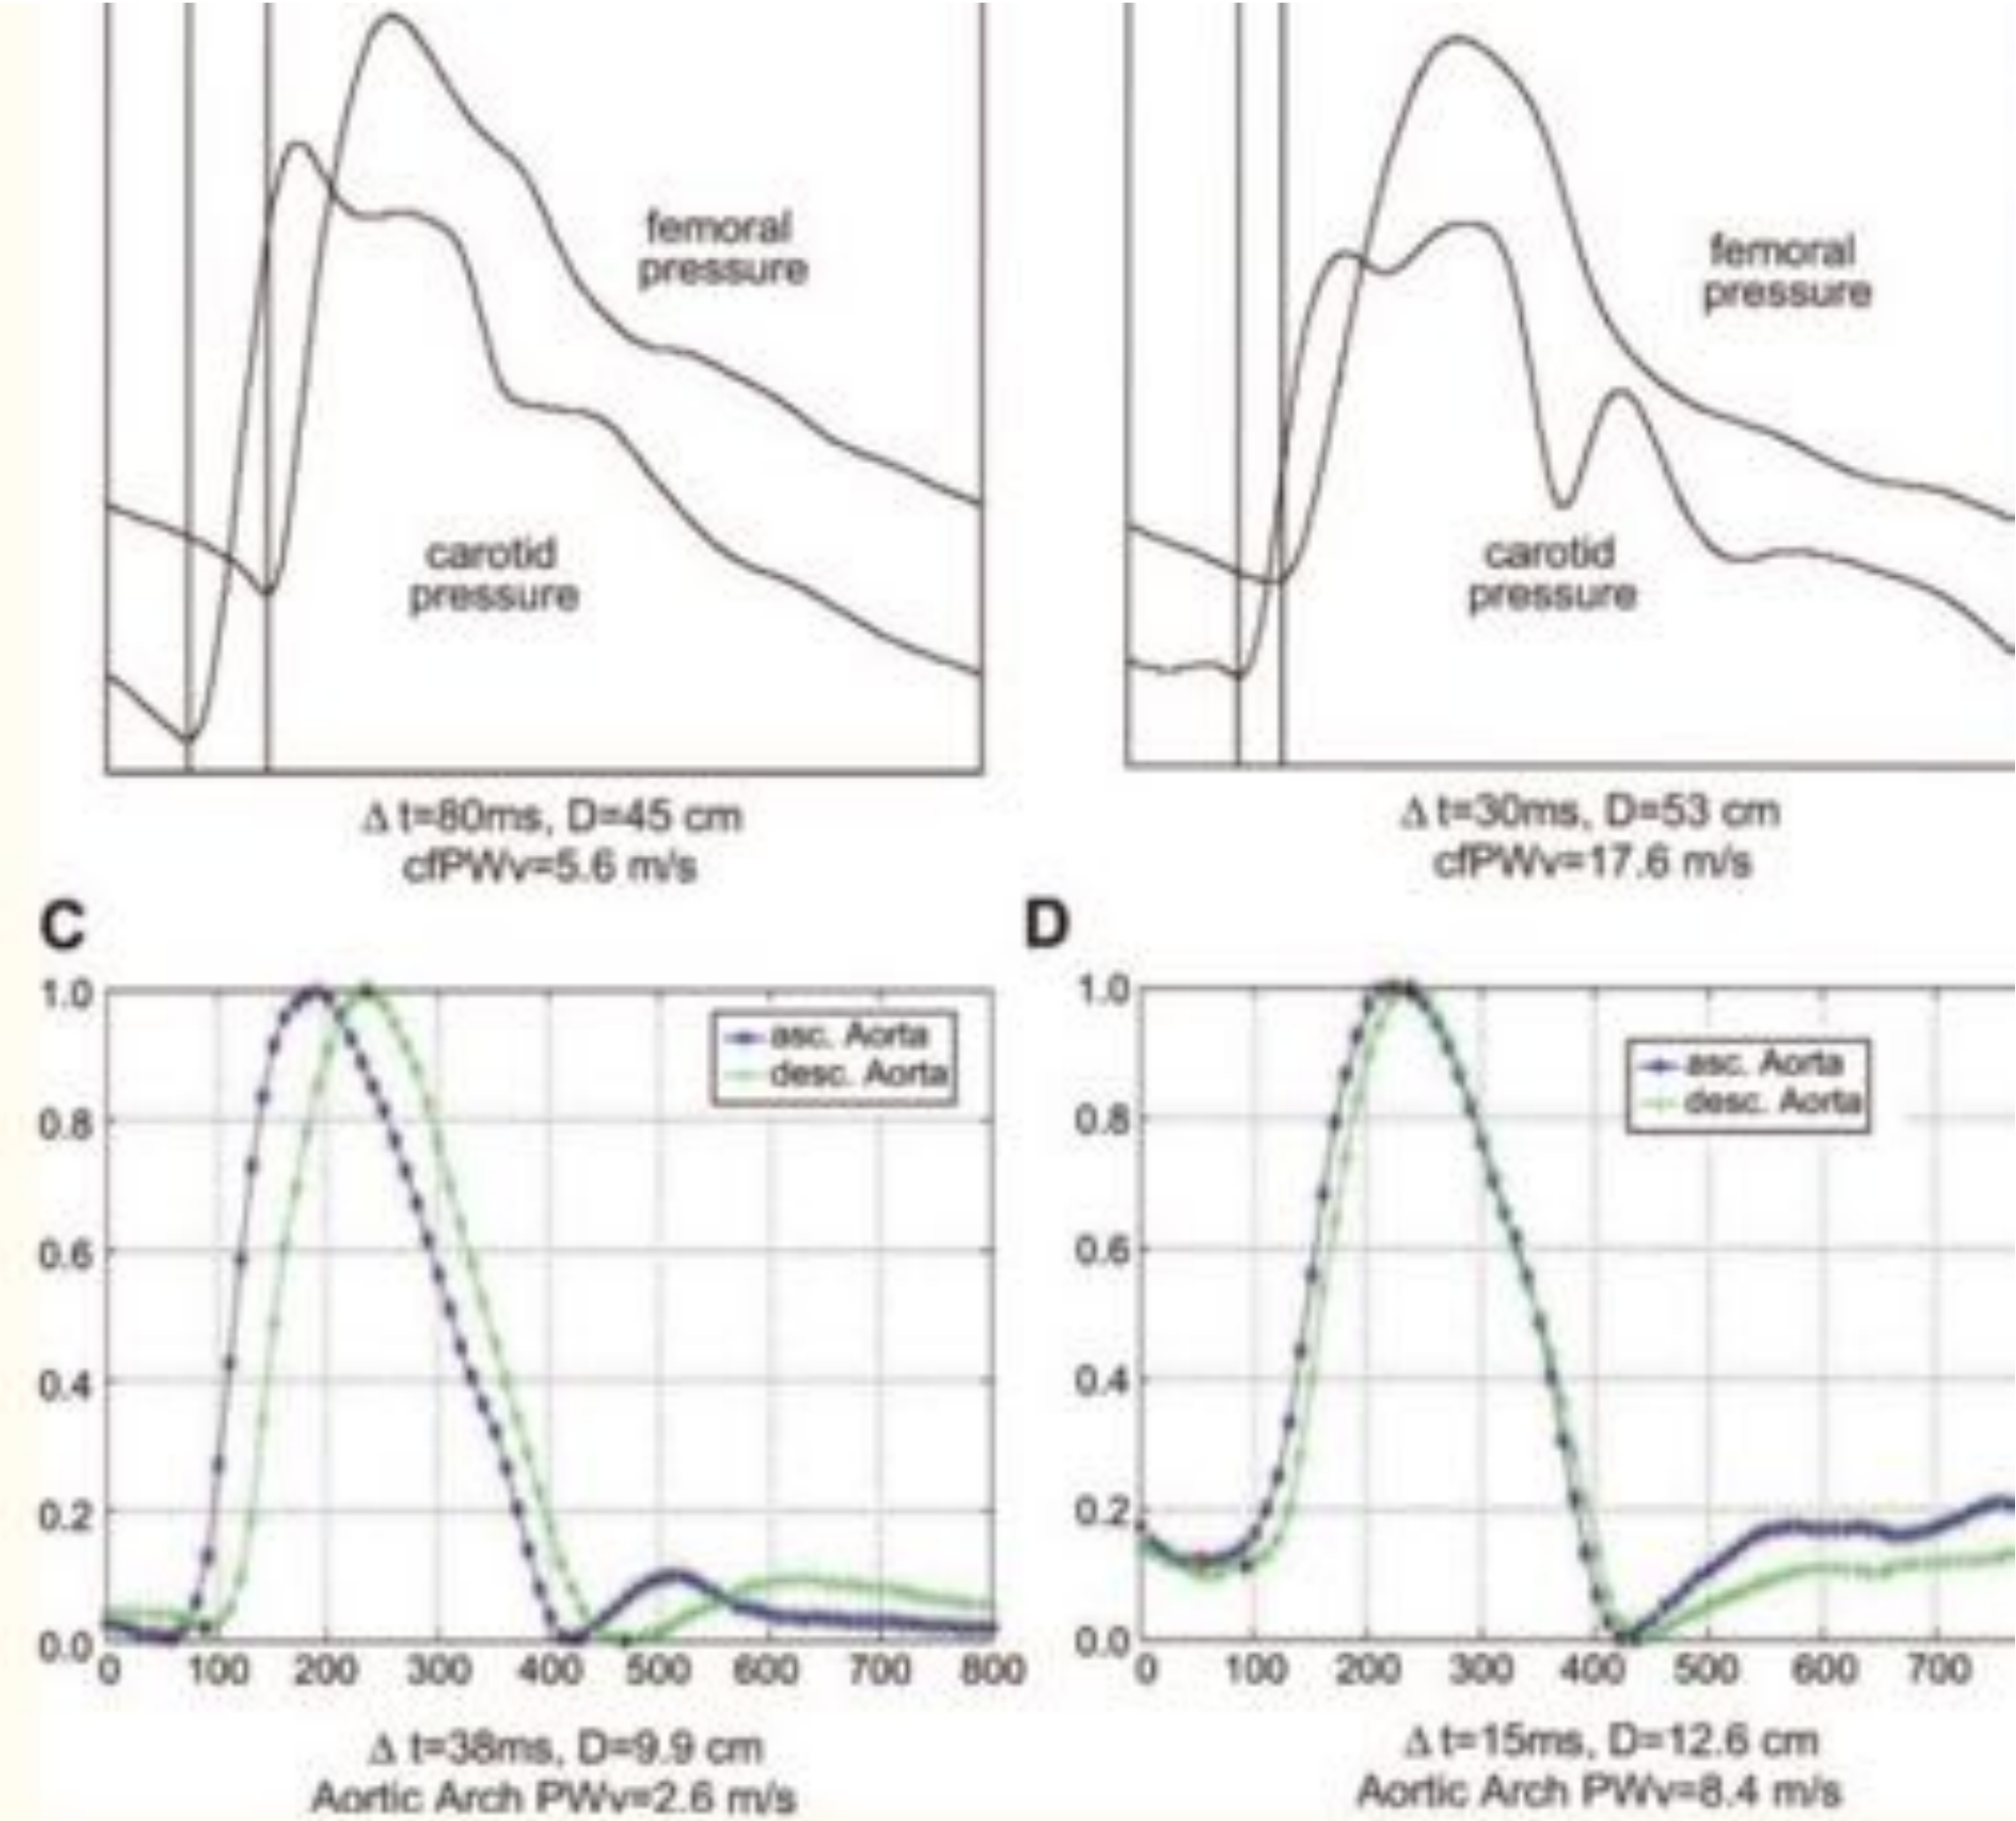 femoral
pressure
carotid
pressure
Δ t=80ms, D=45 cm
cfPWv=5.6 m/s
femoral
pressure
carotid
pressure
Δ t=30ms, D=53 cm
cfPWv=17.6 m/s
C
1.0
0.8
0.6
0.4
0.2
0.0
asc. Aorta
desc. Aorta
0 100 200 300 400 500 600 700 800
Δ t=38ms, D=9.9 cm
Aortic Arch PWv=2.6 m/s
D
1.0
0.8
0.6
0.4
0.2
0.0
asc. Aorta
desc. Aorta
0 100 200 300 400 500 600 700
Δ t=15ms, D=12.6 cm
Aortic Arch PWv=8.4 m/s